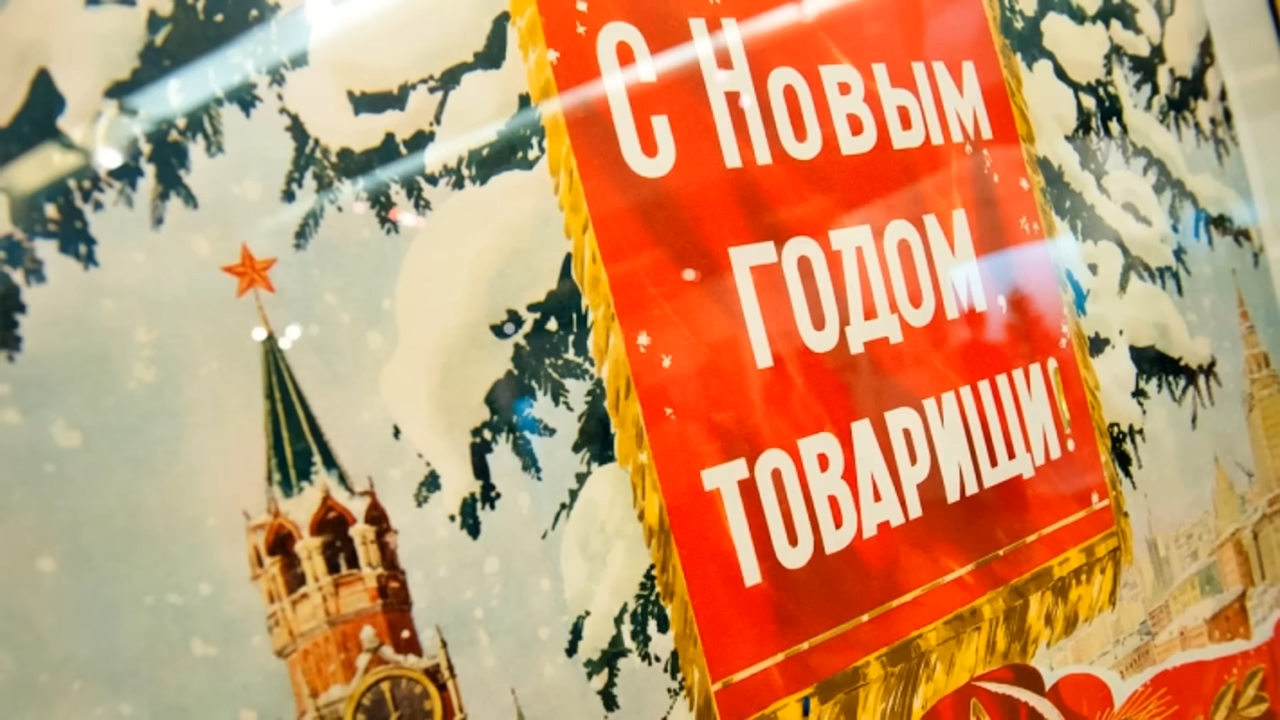 С Новым
годом,
товарищи!